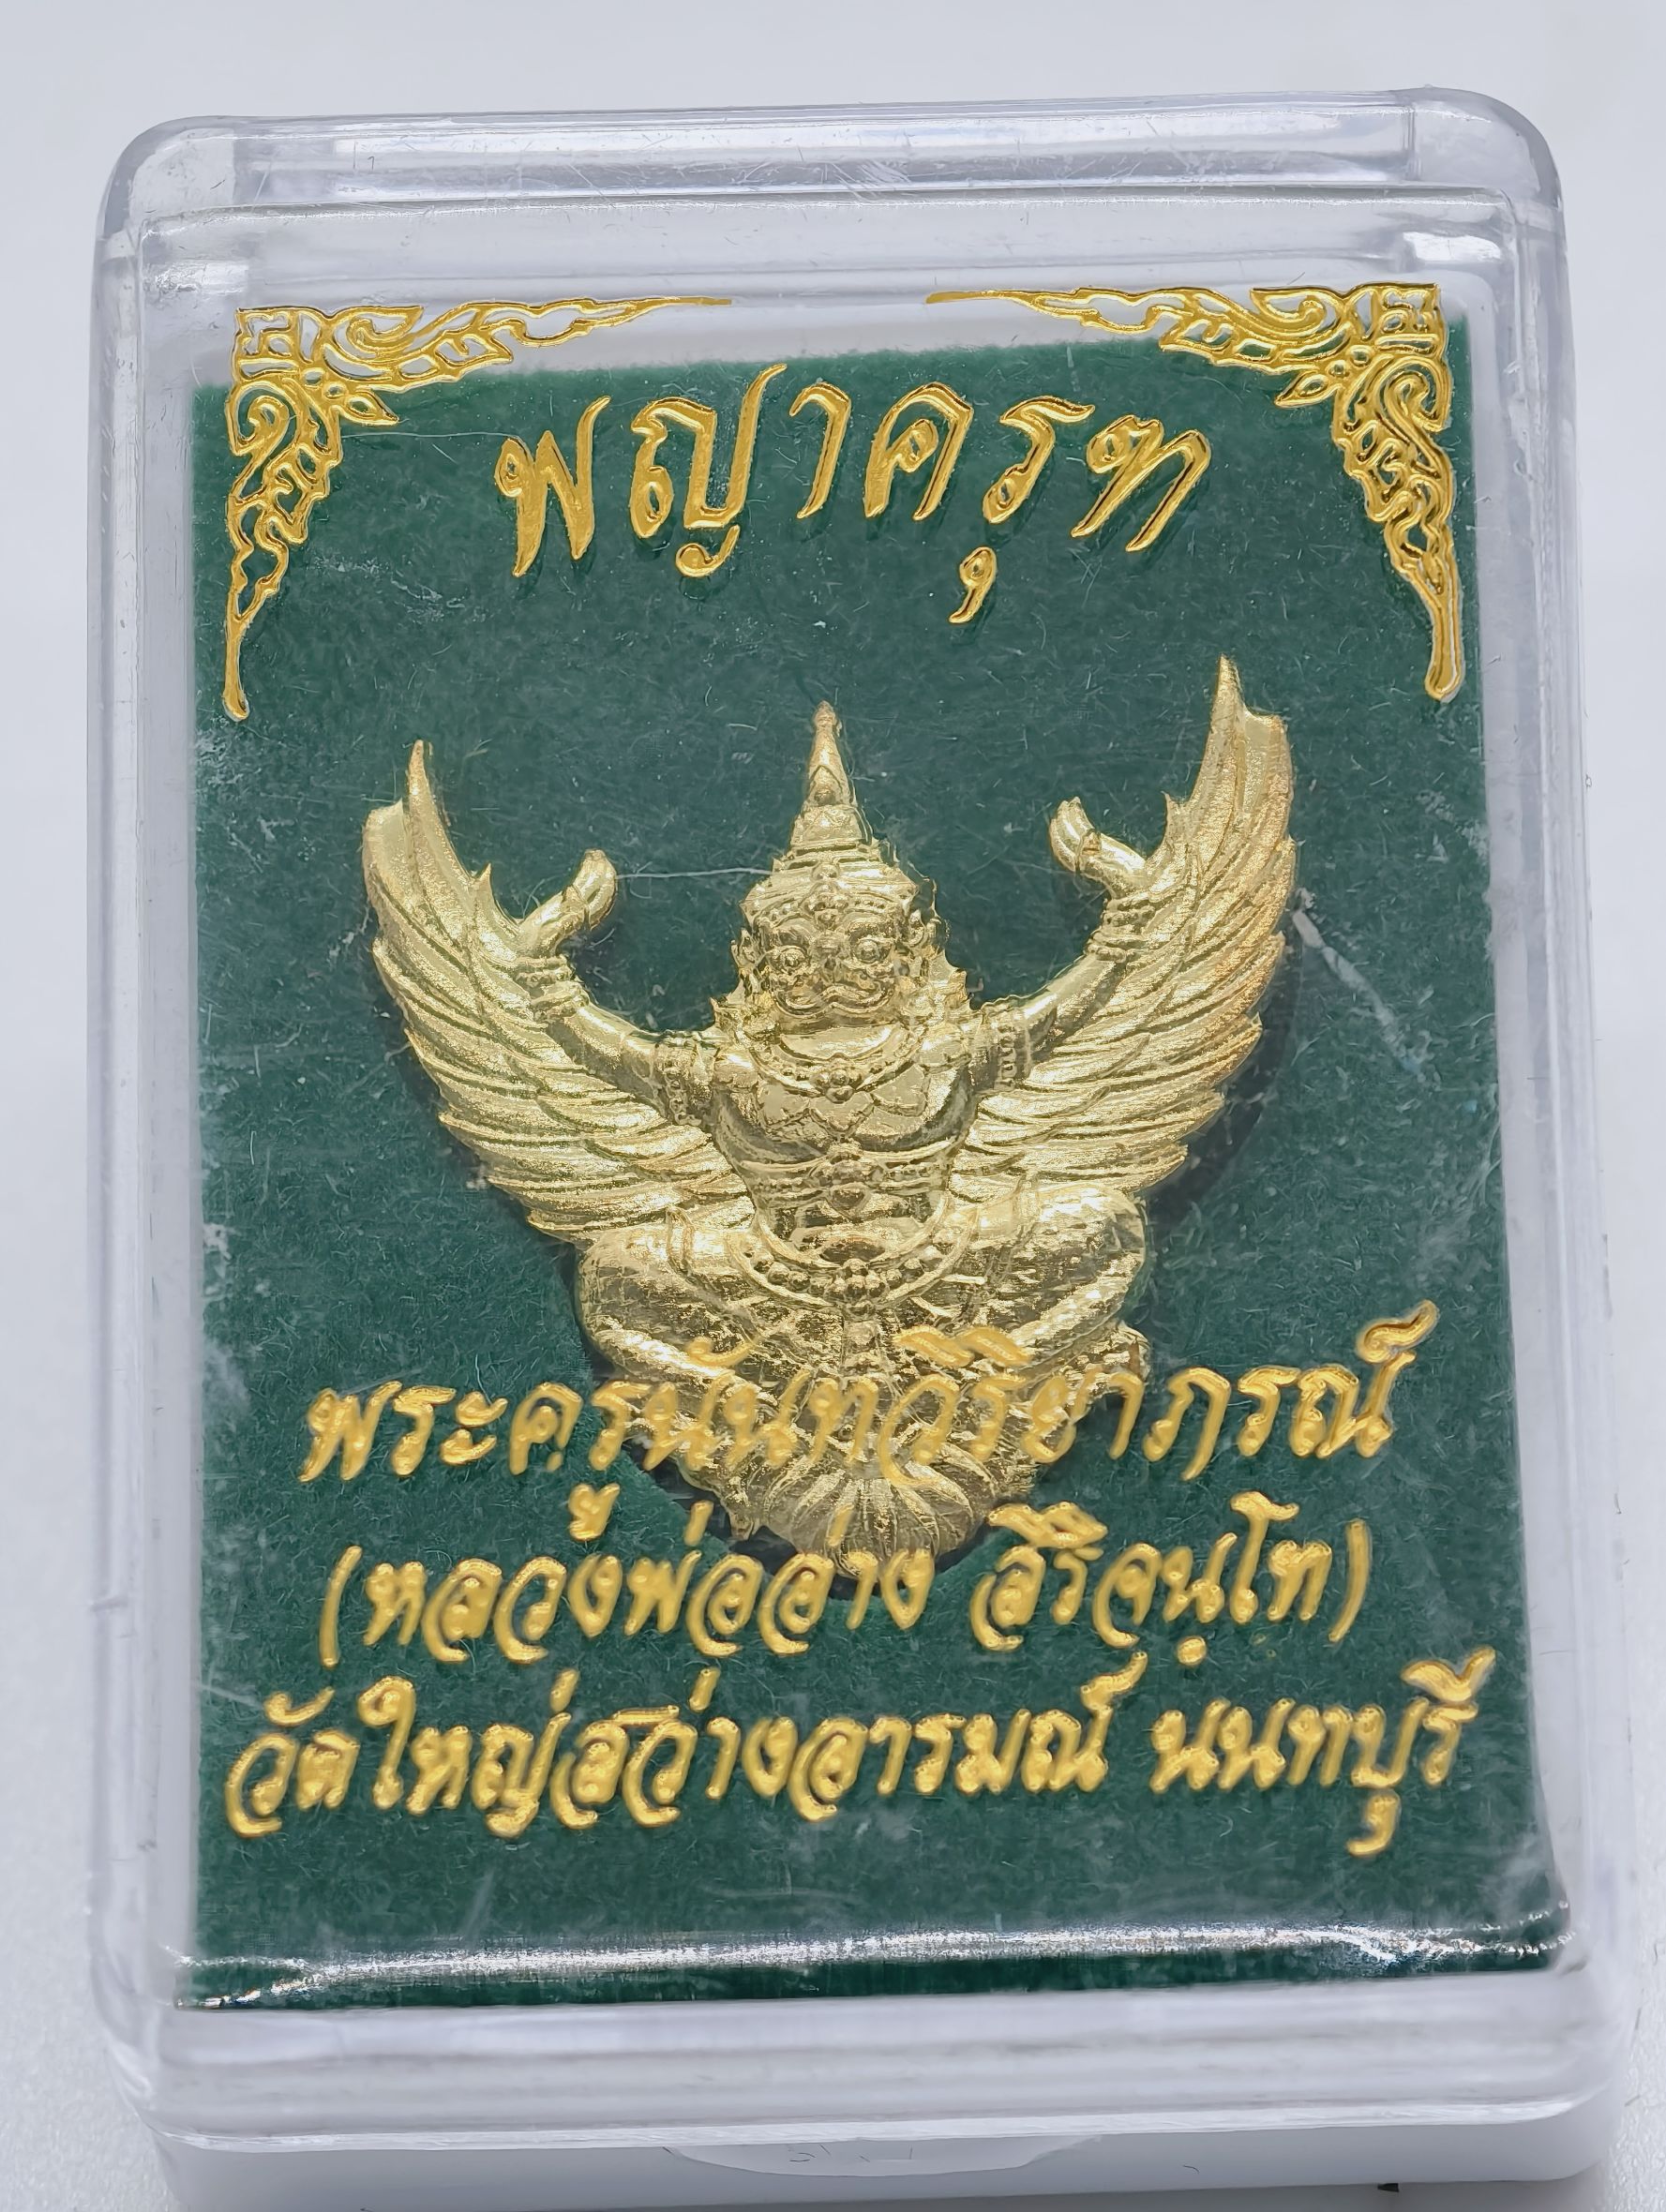 พญาครุฑ
พระครูนันทวิริยาภรณ์
(หลวงพ่ออ่าง สิริจนฺโท)
วัดใหญ่สว่างอารมณ์ นนทบุรี